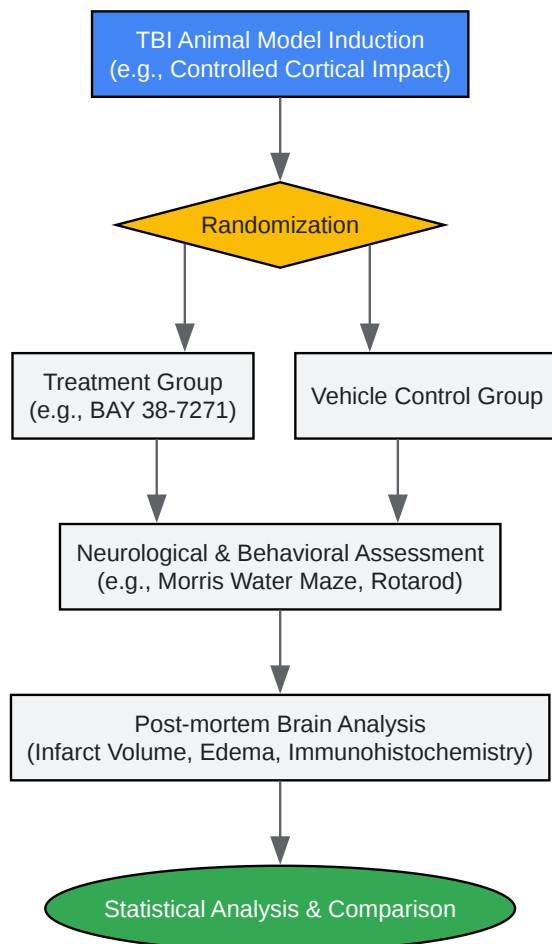 TBI Animal Model Induction
(e.g., Controlled Cortical Impact)
Randomization
Treatment Group
(e.g., BAY 38-7271)
Vehicle Control Group
Neurological & Behavioral Assessment
(e.g., Morris Water Maze, Rotarod)
Post-mortem Brain Analysis
(Infarct Volume, Edema, Immunohistochemistry)
Statistical Analysis & Comparison